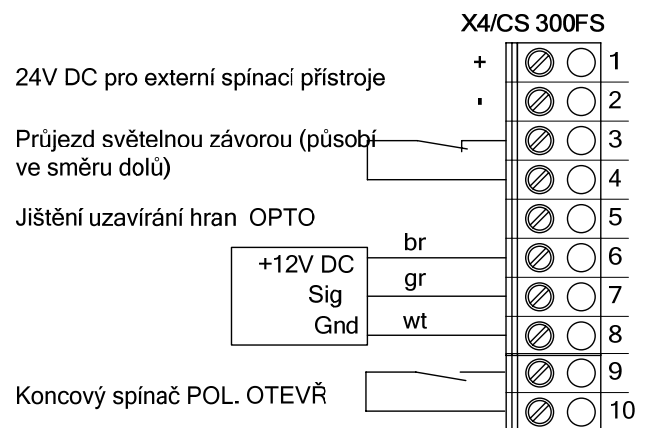 X4/CS 300FS
+ 1
24V DC pro externí spínací přístroje
- 2
Průjezd světelnou závorou (působí 3
ve směru dolů)
4
Jištění uzavírání hran OPTO 5
br
+12V DC 6
gr
Sig 7
wt
Gnd 8
9
Koncový spínač POL. OTEVŘ
10